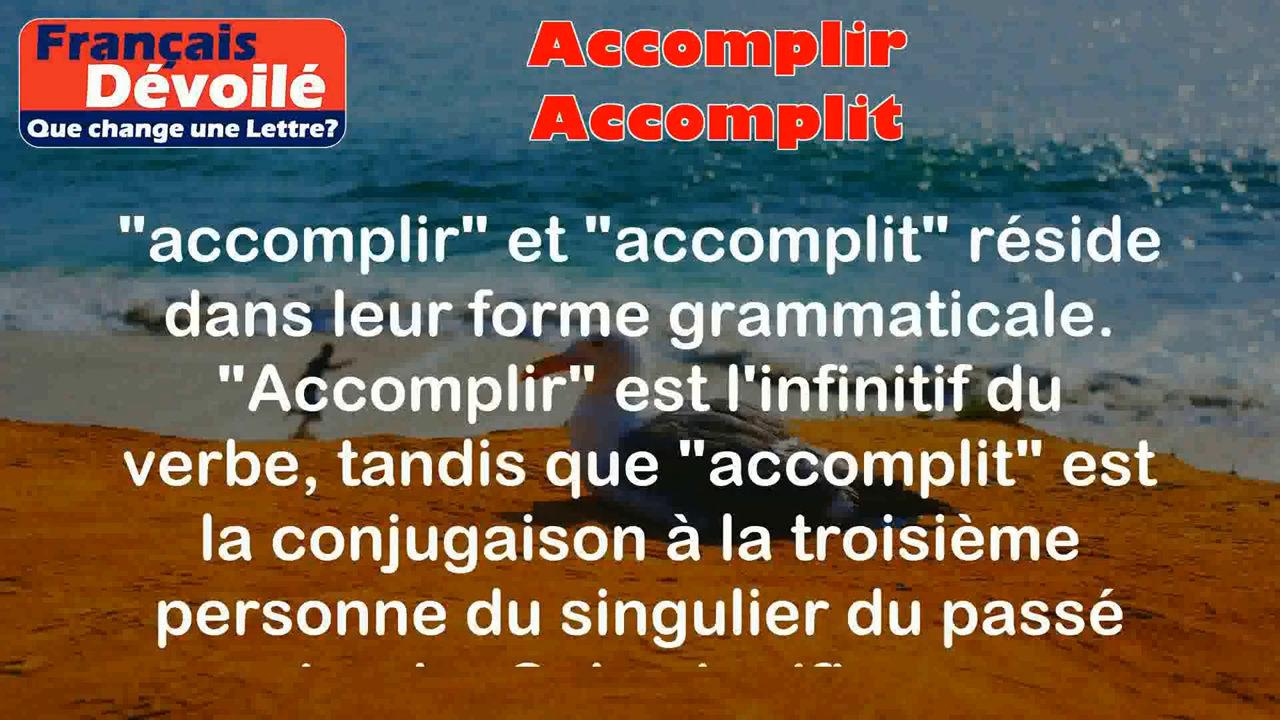 Français
Dévoilé
Que change une Lettre?
Accomplir
Accomplit
"accomplir" et "accomplit" réside
dans leur forme grammaticale.
"Accomplir" est l'infinitif du
verbe, tandis que "accomplit" est
la conjugaison à la troisième
personne du singulier du passé